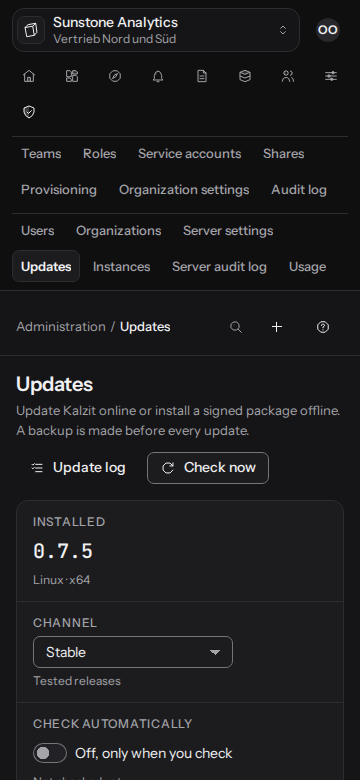 Sunstone Analytics
Vertrieb Nord und Süd
OO
Teams Roles Service accounts Shares
Provisioning Organization settings Audit log
Users Organizations Server settings
Updates Instances Server audit log Usage
Administration / Updates
Updates
Update Kalzit online or install a signed package offline.
A backup is made before every update.
Update log Check now
INSTALLED
0.7.5
Linux · x64
CHANNEL
Stable
Tested releases
CHECK AUTOMATICALLY
Off, only when you check